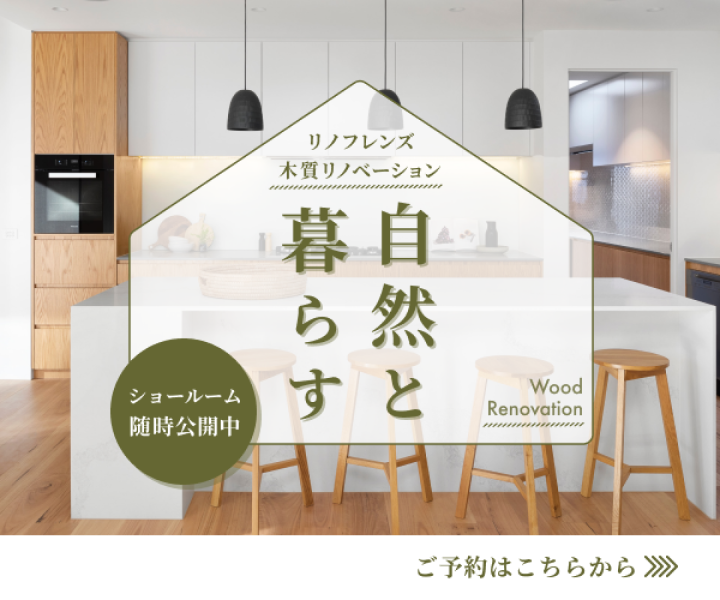 リノフレンズ
木質リノベーション
自然と
暮らす
Wood
Renovation
ショールーム
随時公開中
ご予約はこちらから